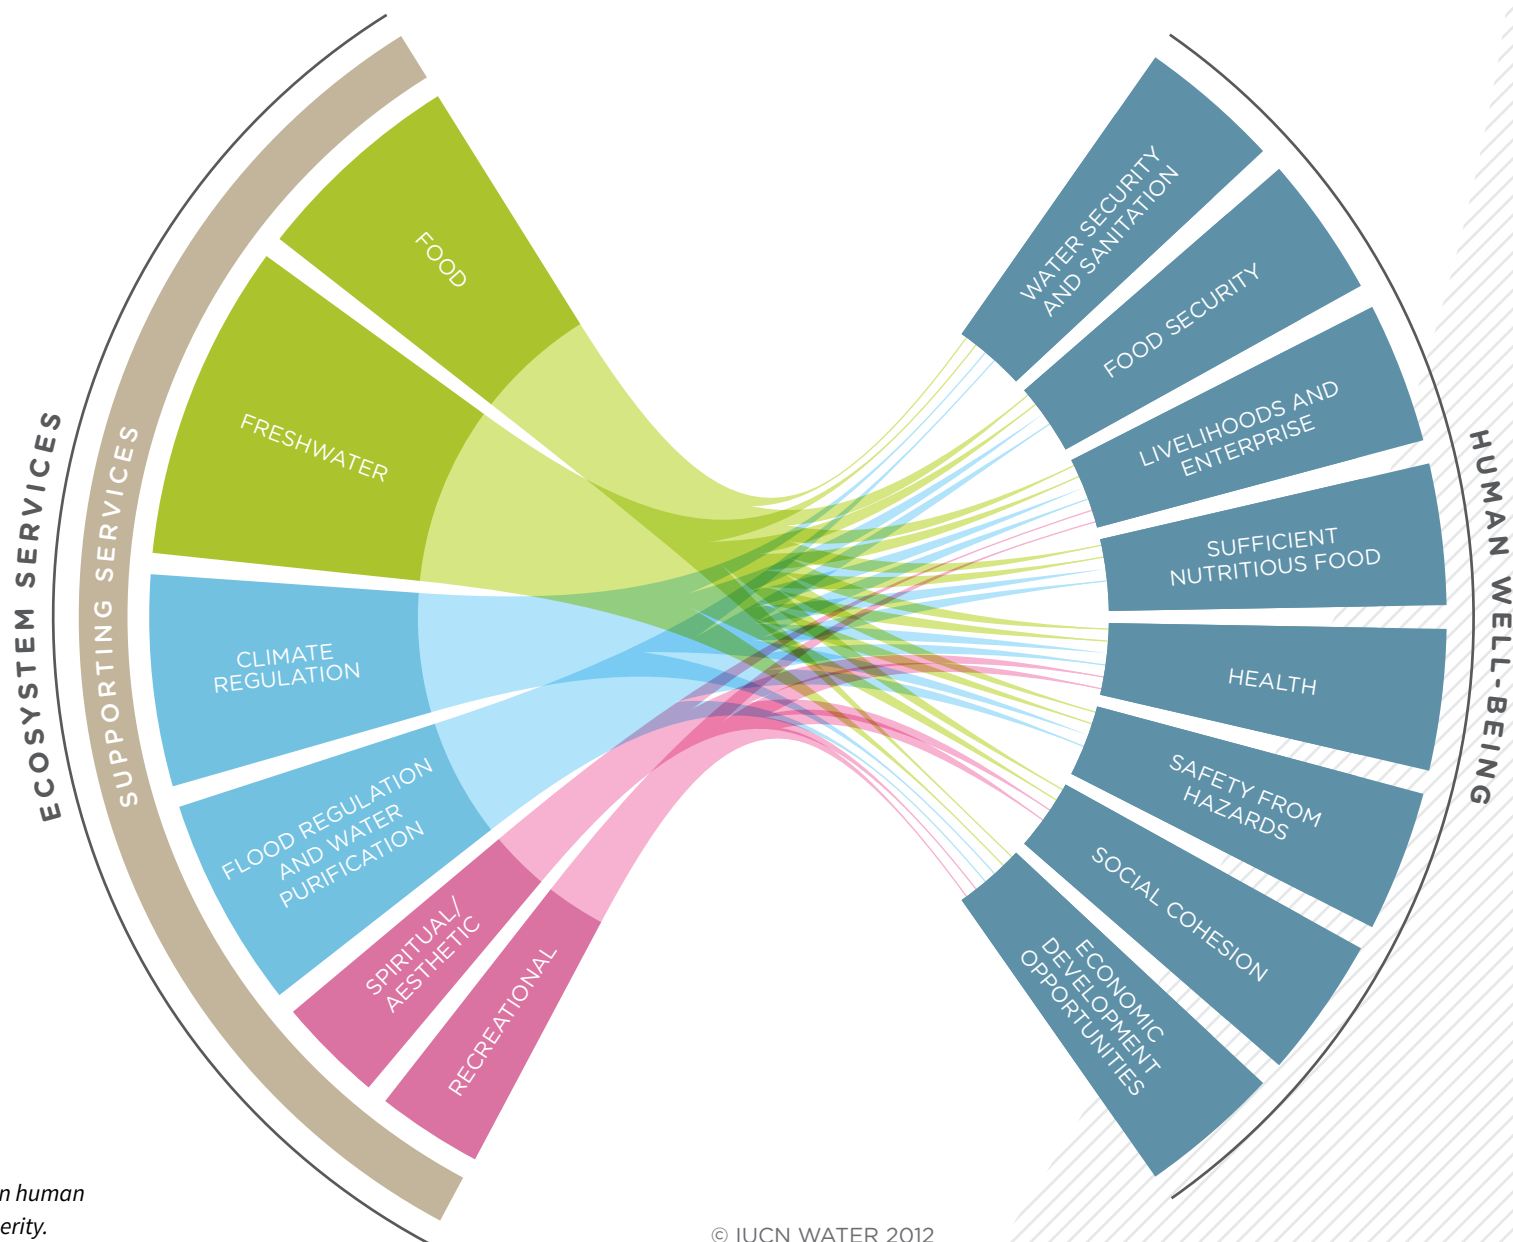 ECOSYSTEM SERVICES
SUPPORTING SERVICES
FOOD
FRESHWATER
CLIMATE
REGULATION
FLOOD REGULATION
AND WATER
PURIFICATION
SPIRITUAL/
AESTHETIC
RECREATIONAL
WATER SECURITY
AND SANITATION
FOOD SECURITY
LIVELIHOODS AND
ENTERPRISE
SUFFICIENT
NUTRITIOUS FOOD
HEALTH
SAFETY FROM
HAZARDS
SOCIAL COHESION
ECONOMIC
DEVELOPMENT
OPPORTUNITIES
HUMAN WELL-BEING
n human
erity.
© IUCN WATER 2012